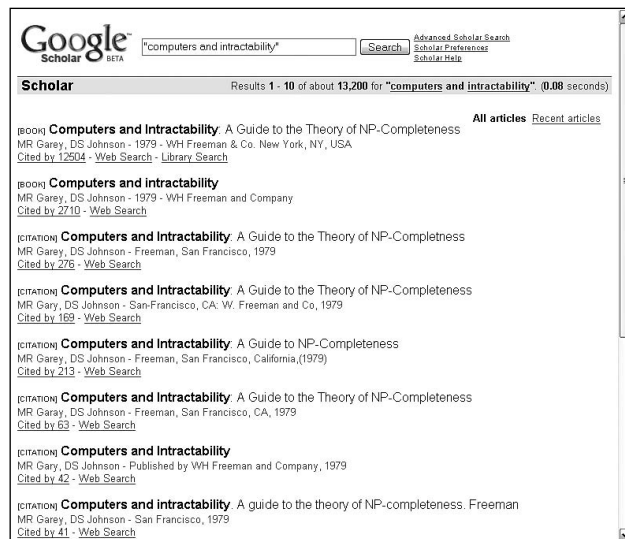 Google
Scholar BETA
"computers and intractability"
Search
Advanced Scholar Search
Scholar Preferences
Scholar Help
Scholar
Results 1 - 10 of about 13,200 for "computers and intractability". (0.08 seconds)
All articles Recent articles
[BOOK] Computers and Intractability: A Guide to the Theory of NP-Completeness
MR Garey, DS Johnson - 1979 - WH Freeman & Co. New York, NY, USA
Cited by 12504 - Web Search - Library Search
[BOOK] Computers and intractability
MR Garey, DS Johnson - 1979 - WH Freeman and Company
Cited by 2710 - Web Search
[CITATION] Computers and Intractability: A Guide to the Theory of NP-Completness
MR Garey, DS Johnson - Freeman, San Francisco, 1979
Cited by 276 - Web Search
[CITATION] Computers and Intractability: A Guide to the Theory of NP-Completeness
MR Gary, DS Johnson - San-Francisco, CA: W. Freeman and Co, 1979
Cited by 169 - Web Search
[CITATION] Computers and Intractability: A Guide to NP-Completeness
MR Garey, DS Johnson - Freeman, San Francisco, California,(1979)
Cited by 213 - Web Search
[CITATION] Computers and Intractability: A Guide to the Theory of NP-Completeness
MR Garay, DS Johnson - Freeman, San Francisco, CA, 1979
Cited by 63 - Web Search
[CITATION] Computers and Intractability
MR Gary, DS Johnson - Published by WH Freeman and Company, 1979
Cited by 42 - Web Search
[CITATION] Computers and intractability. A guide to the theory of NP-completeness. Freeman
MR Garey, DS Johnson - San Francisco, 1979
Cited by 41 - Web Search